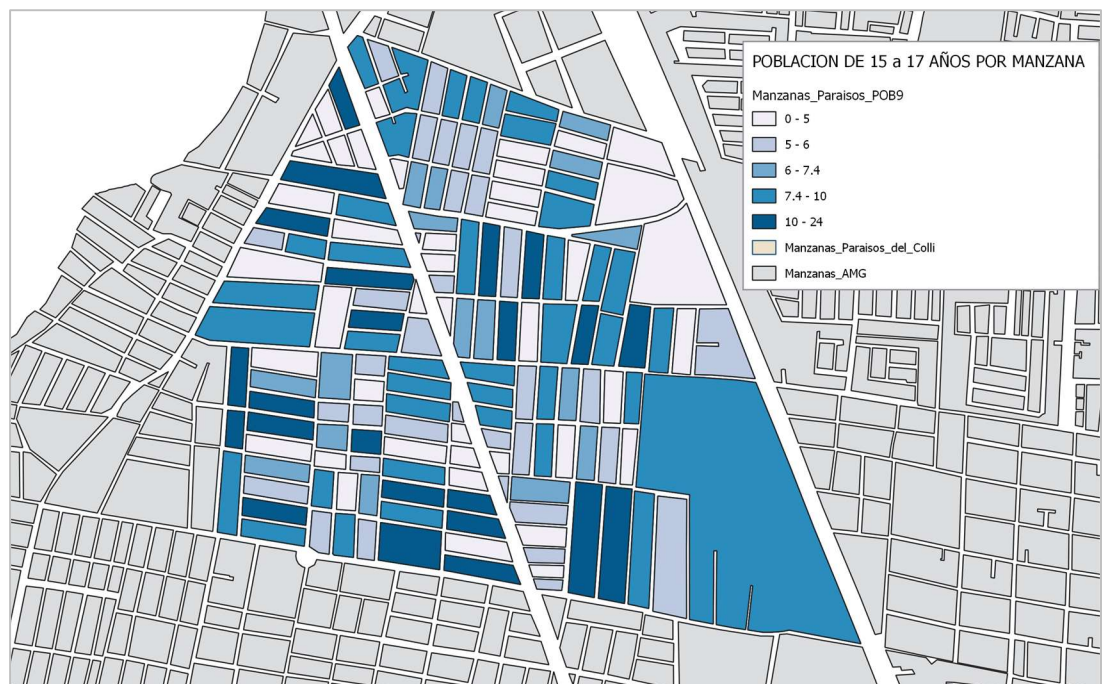 POBLACION DE 15 a 17 AÑOS POR MANZANA
Manzanas_Paraisos_POB9
0 - 5
5 - 6
6 - 7.4
7.4 - 10
10 - 24
Manzanas_Paraisos_del_Colli
Manzanas_AMG